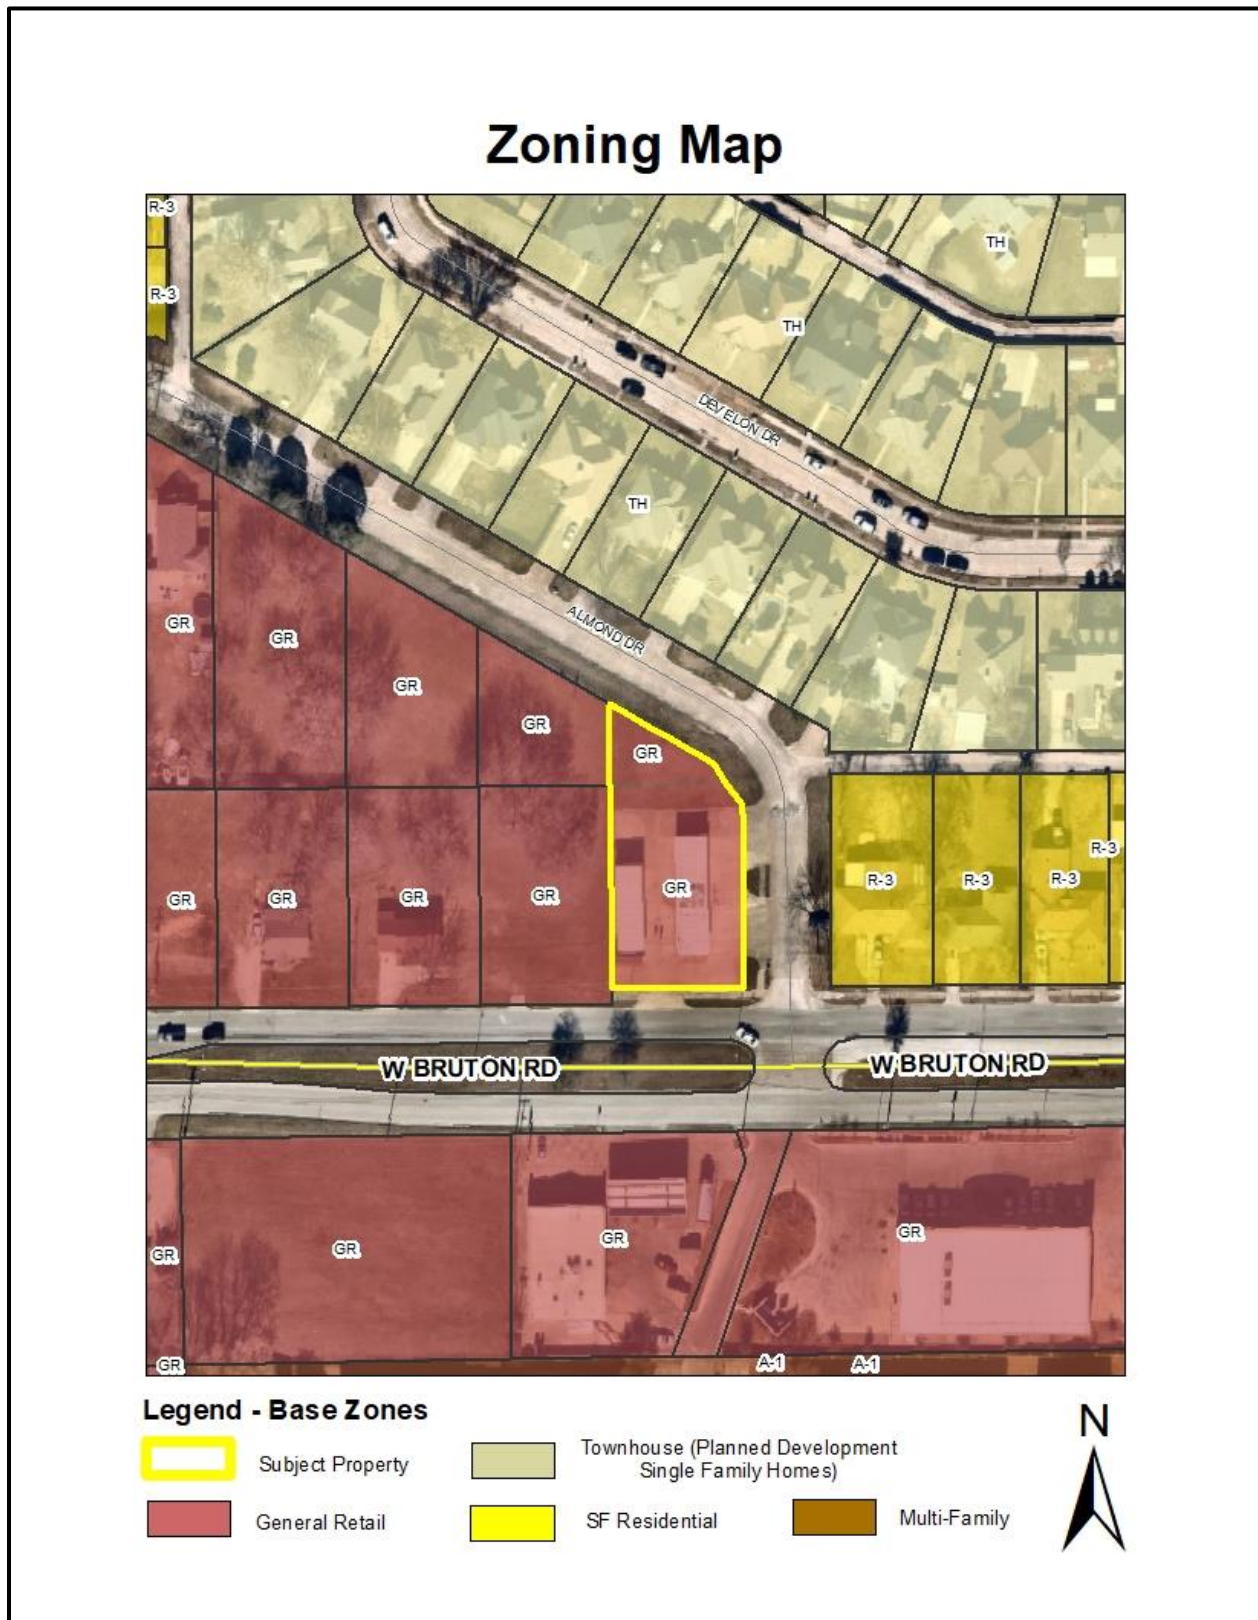 Zoning Map
R-3
TH
R-3
TH
DEVELON DR
TH
ALMOND DR
GR
GR
GR
GR
GR
R-3
GR
GR
GR
GR
GR
R-3
R-3
R-3
W BRUTON RD
W BRUTON RD
GR
GR
GR
GR
GR
A-1
A-1
Legend - Base Zones
N
Subject Property
Townhouse (Planned Development
Single Family Homes)
General Retail
SF Residential
Multi-Family